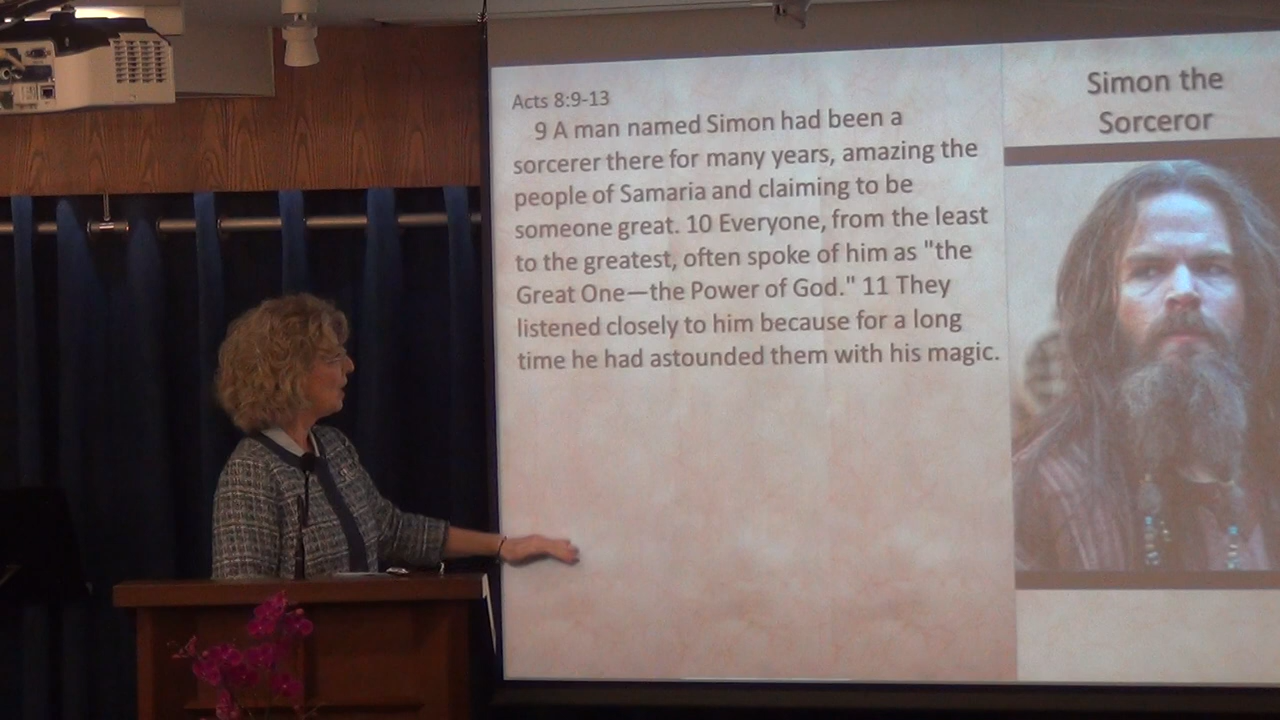 Acts 8:9-13
9 A man named Simon had been a
sorcerer there for many years, amazing the
people of Samaria and claiming to be
someone great. 10 Everyone, from the least
to the greatest, often spoke of him as "the
Great One—the Power of God." 11 They
listened closely to him because for a long
time he had astounded them with his magic.
Simon the
Sorceror